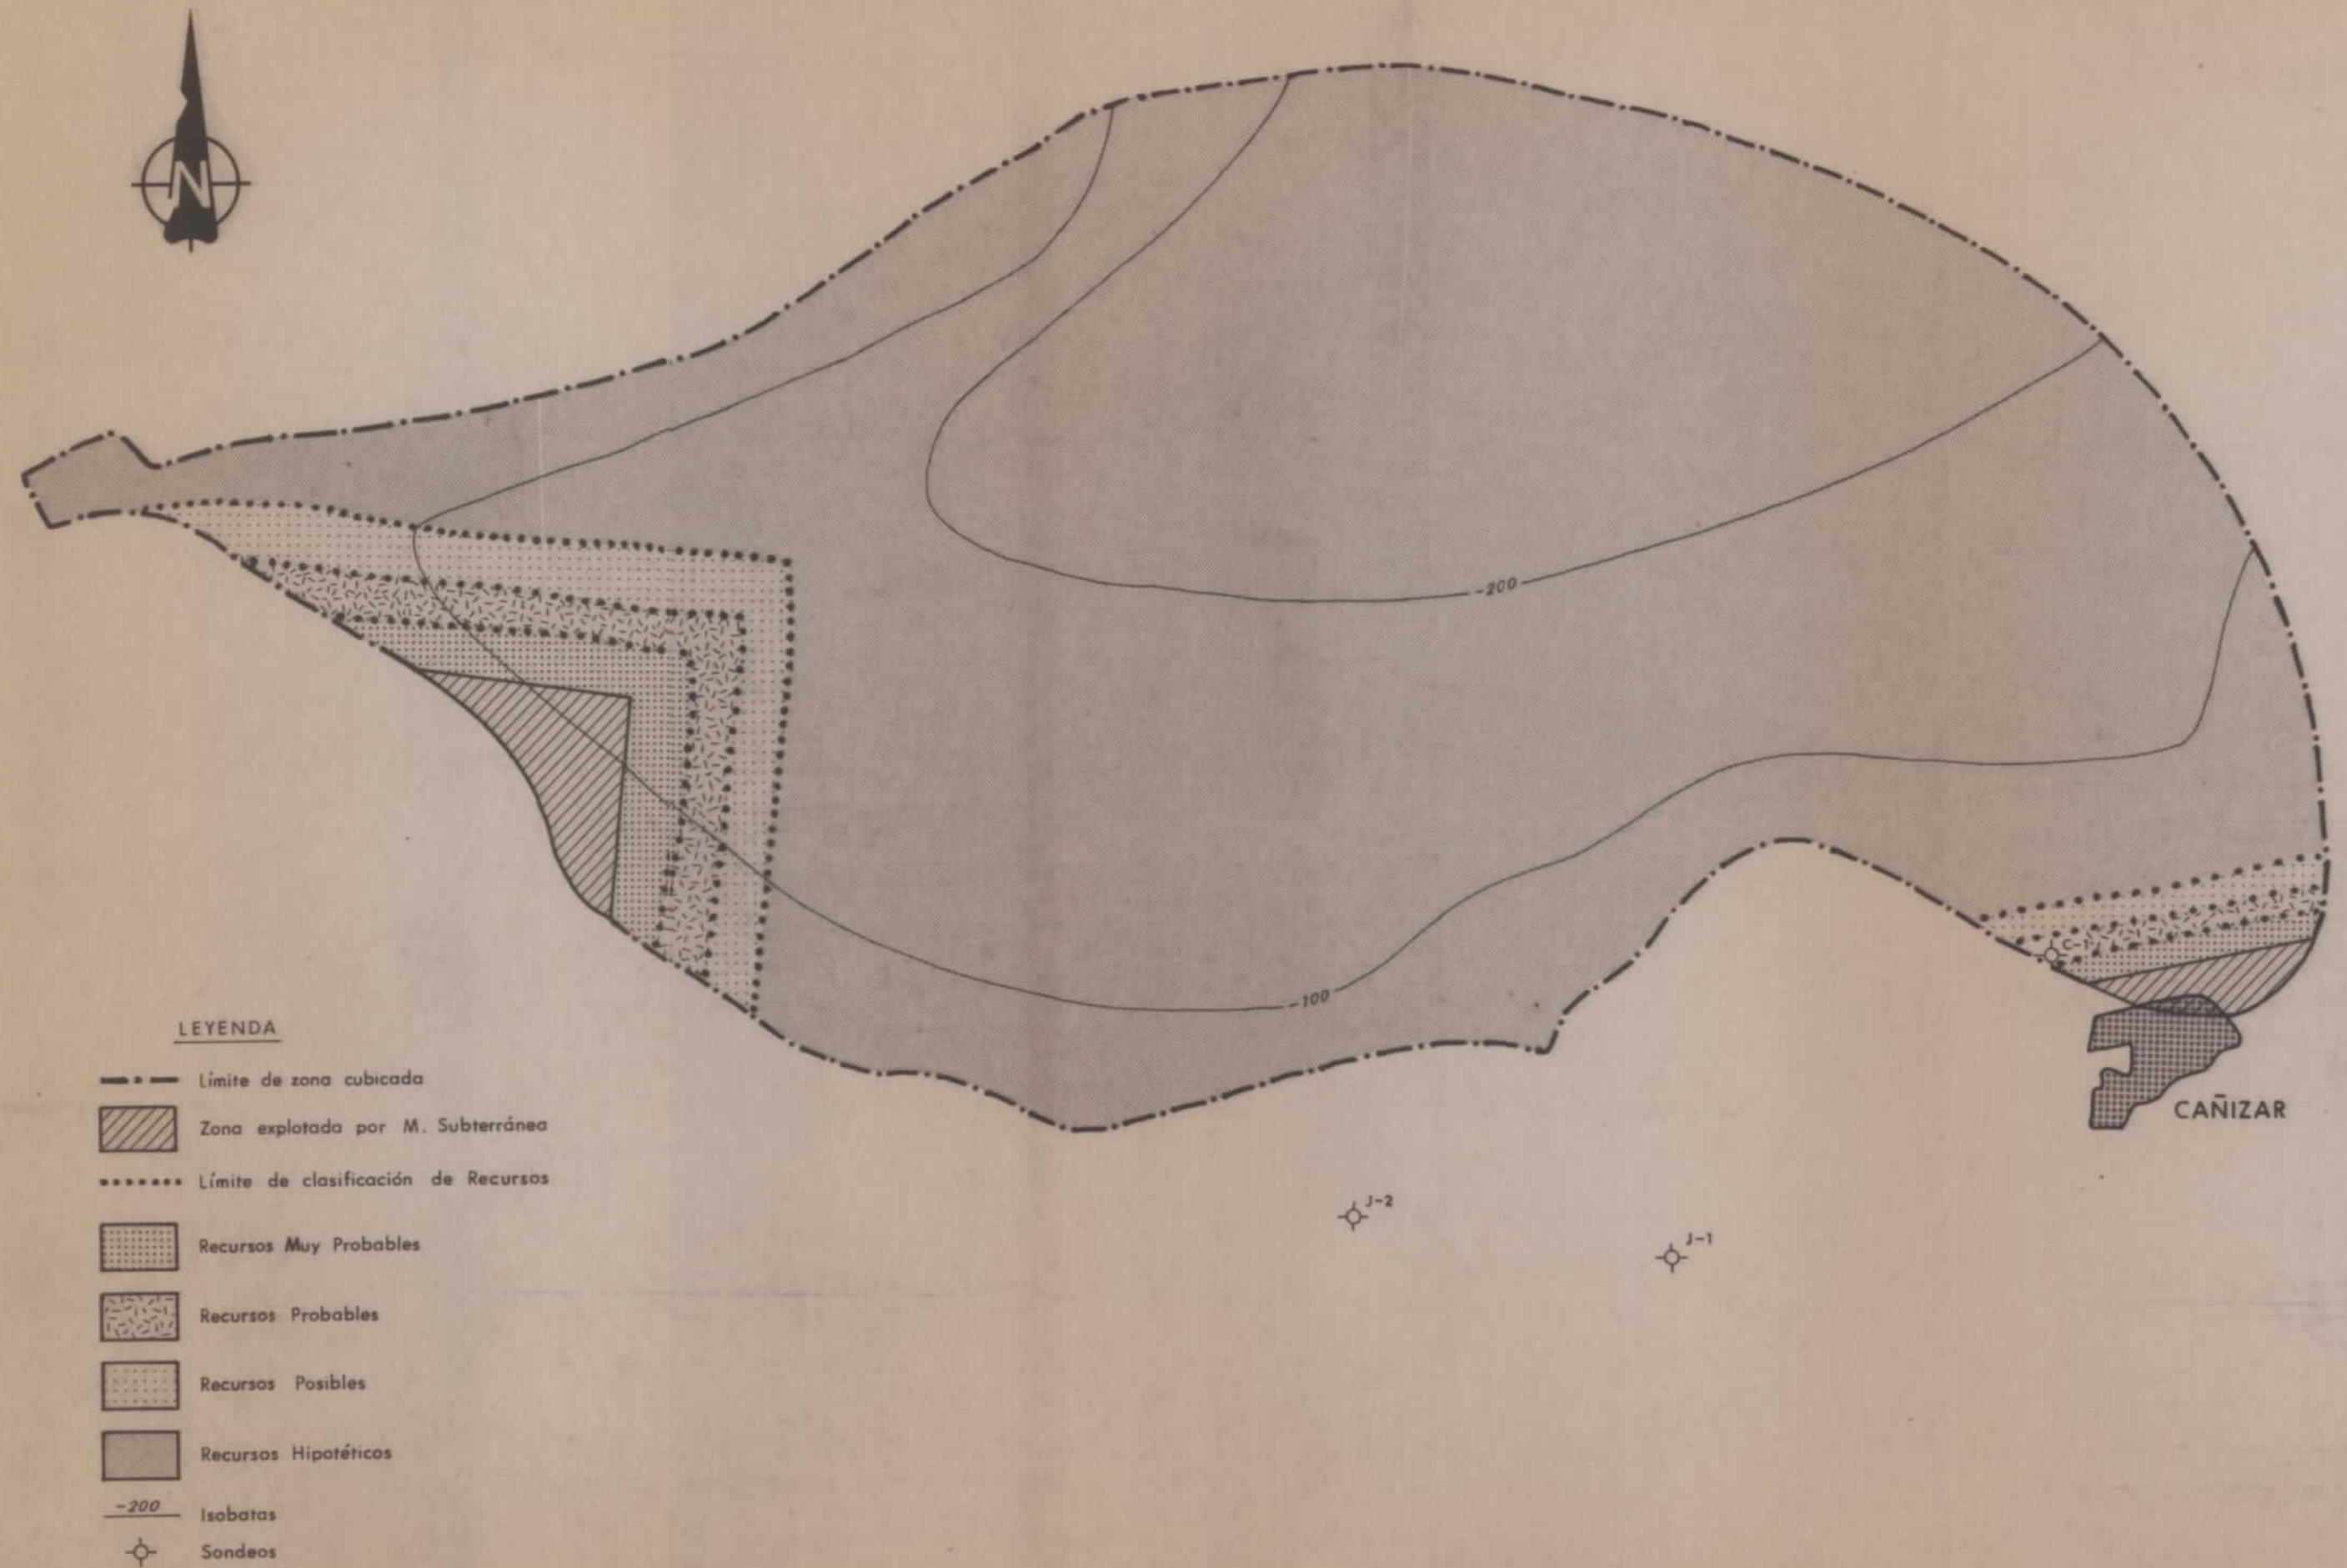 N
-200
-100
C-1
CAÑIZAR
J-2
J-1
LEYENDA
Límite de zona cubicada
Zona explotada por M. Subterránea
Límite de clasificación de Recursos
Recursos Muy Probables
Recursos Probables
Recursos Posibles
Recursos Hipotéticos
-200 Isobatas
Sondeos